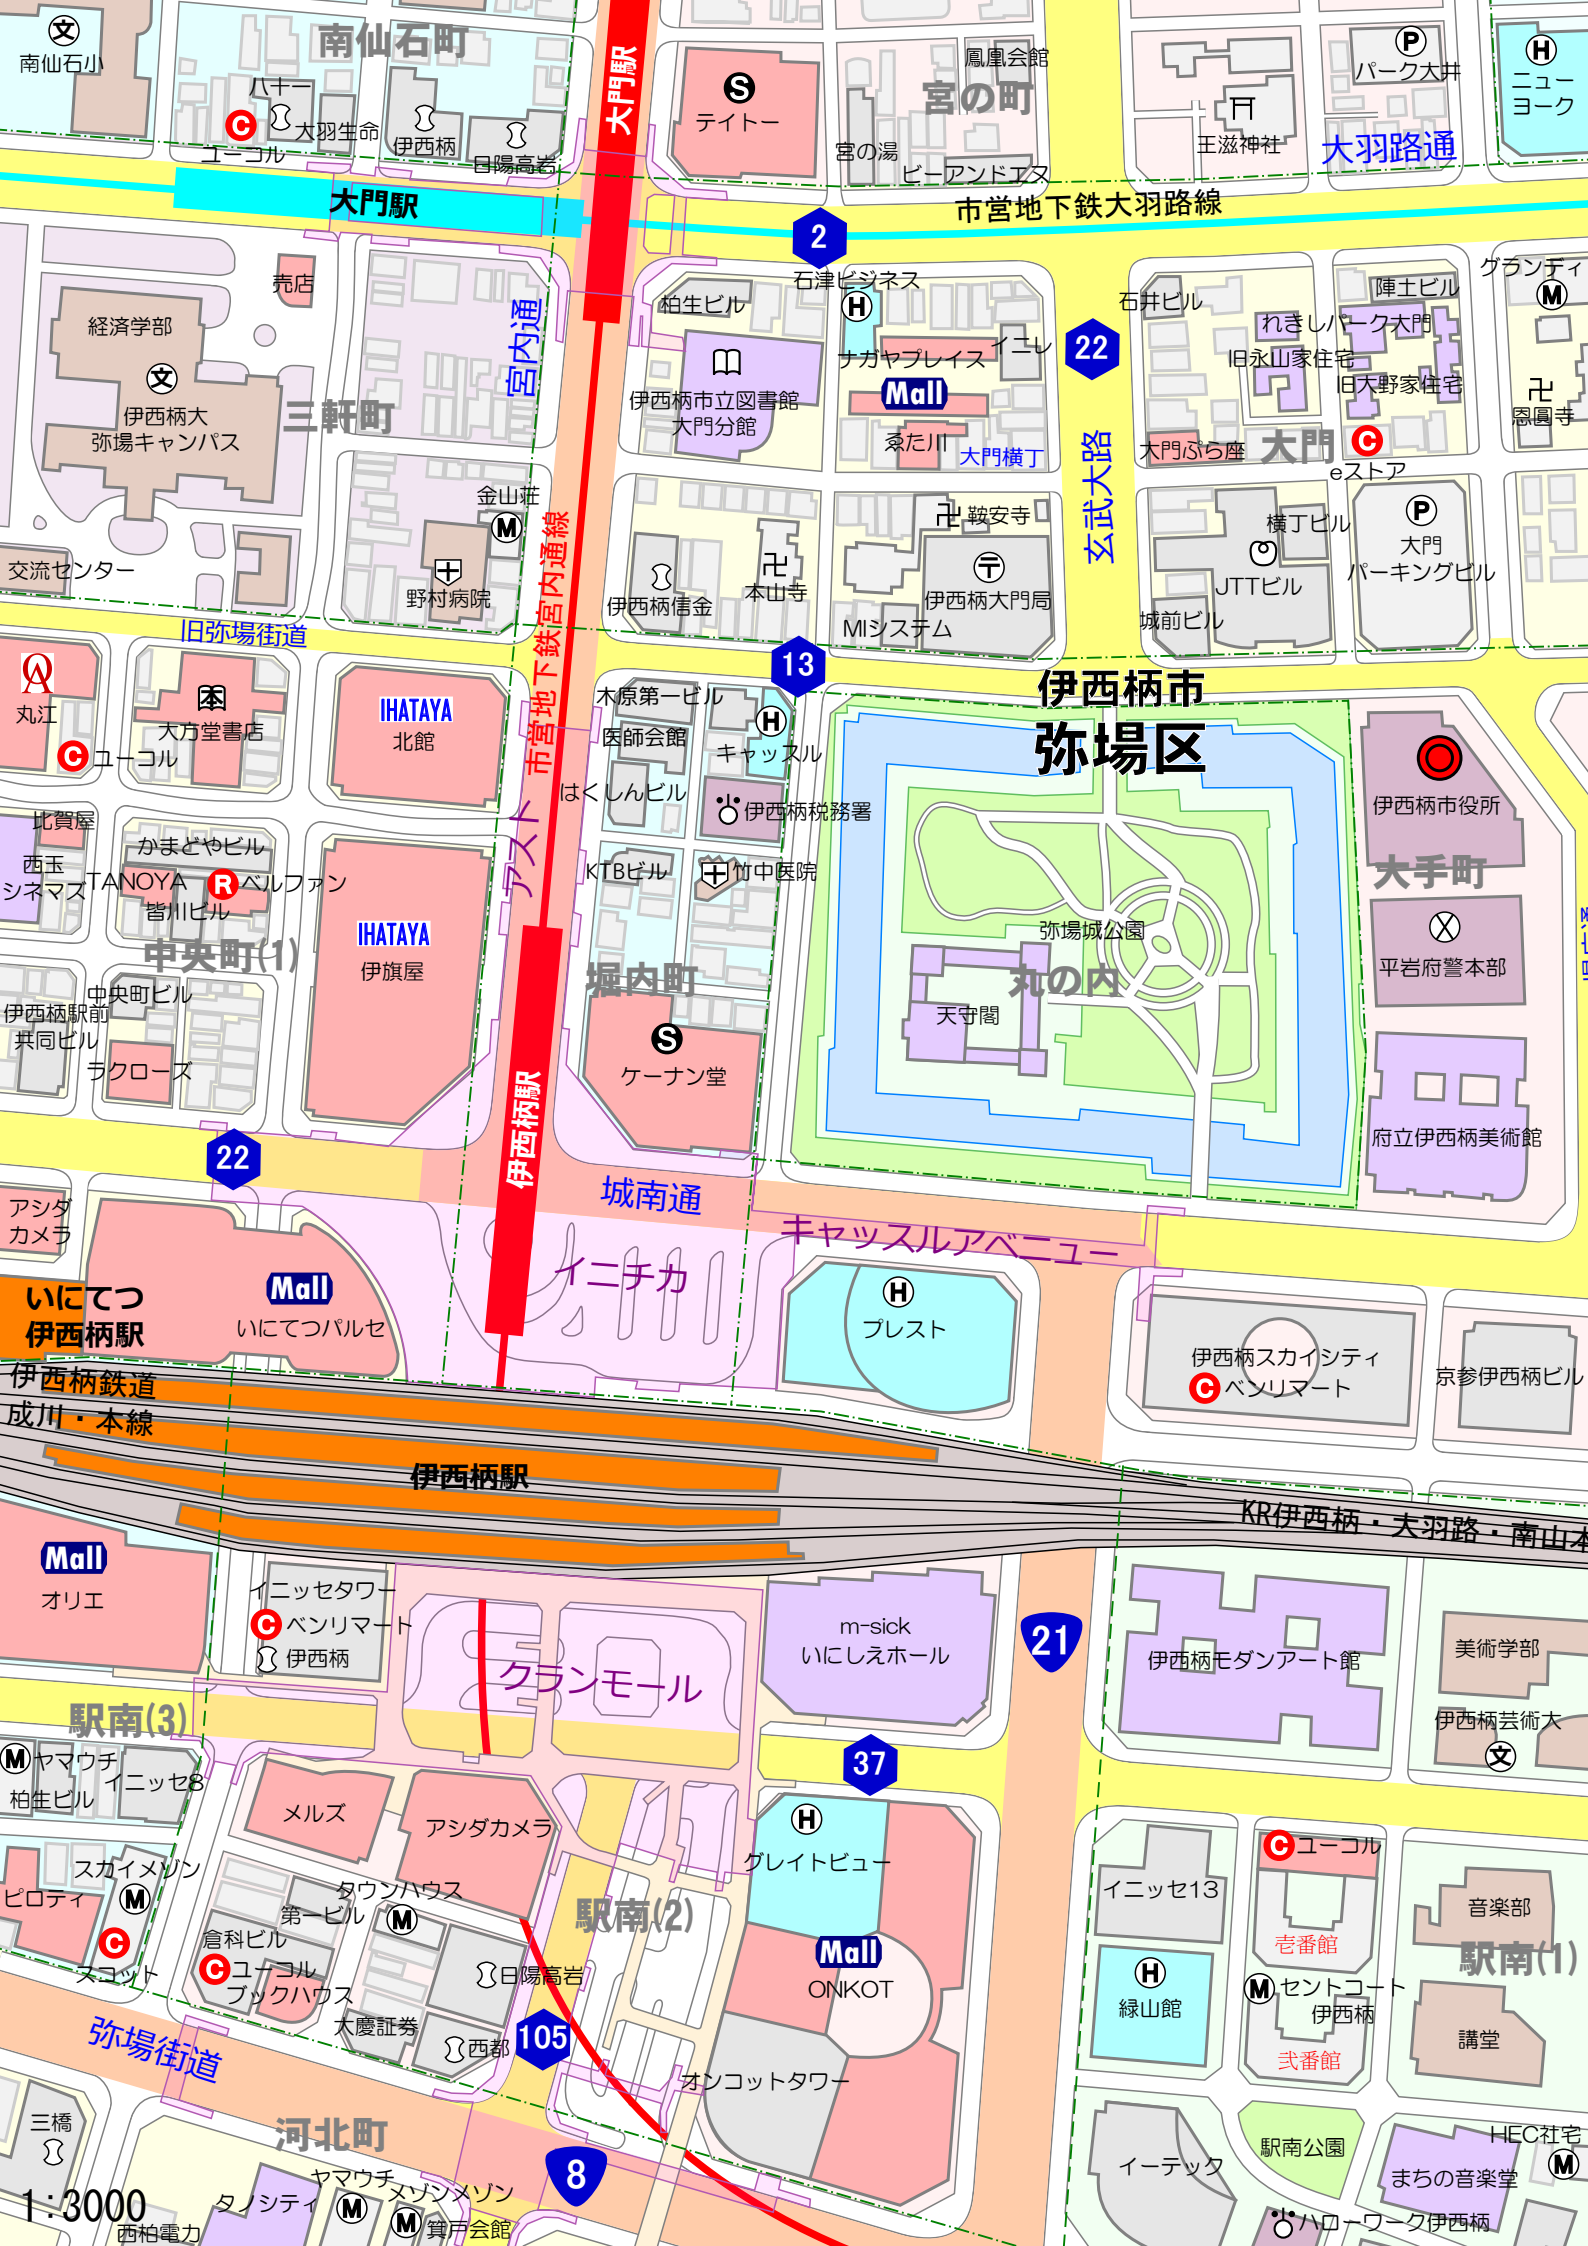 文
南仙石小
南仙石町
八十一
C
大羽生命
ユーコル
伊西柄
日陽高岩
大門駅
S
テイトー
鳳凰会館
宮の町
宮の湯
ビーアンドエヌ
王滋神社
P
パーク大井
大羽路通
H
ニュー
ヨーク
大門駅
市営地下鉄大羽路線
2
売店
経済学部
文
伊西柄大
弥場キャンパス
三軒町
宮内通
柏生ビル
伊西柄市立図書館
大門分館
石津ビジネス
H
ナガヤプレイス
イニレ
Mall
ゑた川
大門横丁
22
玄武大路
石井ビル
陣土ビル
グランディ
M
れきしパーク大門
旧永山家住宅
旧大野家住宅
恩圓寺
大門ぷら座
大門
C
eストア
金山荘
M
野村病院
交流センター
市営地下鉄宮内通線
伊西柄信金
本山寺
鞍安寺
〒
伊西柄大門局
MIシステム
横丁ビル
JTTビル
城前ビル
P
大門
パーキングビル
旧弥場街道
13
丸江
C
ユーコル
本
大方堂書店
IHATAYA
北館
木原第一ビル
医師会館
H
キャッスル
はくしんビル
伊西柄税務署
KTBビル
竹中医院
アスト
伊西柄市
弥場区
伊西柄市役所
大手町
平岩府警本部
府立伊西柄美術館
比賀屋
西玉
シネマズ
かまどやビル
TANOYA
R
ベルファン
皆川ビル
中央町(1)
IHATAYA
伊旗屋
中央町ビル
伊西柄駅前
共同ビル
ラクローズ
堀内町
S
ケーナン堂
弥場城公園
丸の内
天守閣
伊西柄駅
22
城南通
キャッスルアベニュー
イニチカ
アシダ
カメラ
Mall
いにてつパルセ
いにてつ
伊西柄駅
H
プレスト
伊西柄スカイシティ
C
ベンリマート
京参伊西柄ビル
伊西柄鉄道
成川・本線
伊西柄駅
KR伊西柄・大羽路・南山本
Mall
オリエ
イニッセタワー
C
ベンリマート
伊西柄
クランモール
m-sick
いにしえホール
21
伊西柄モダンアート館
美術学部
伊西柄芸術大
文
駅南(3)
M
ヤマウチ
柏生ビル
イニッセ8
37
メルズ
アシダカメラ
H
グレイトビュー
スカイメゾン
M
ピロティ
C
スコット
タウンハウス
第一ビル
M
倉科ビル
C
ユーコル
ブックハウス
駅南(2)
日陽高岩
大慶証券
西都
105
Mall
ONKOT
オンコットタワー
イニッセ13
C
ユーコル
壱番館
H
緑山館
M
セントコート
伊西柄
弐番館
音楽部
駅南(1)
講堂
弥場街道
三橋
河北町
8
イーテック
駅南公園
HEC社宅
M
まちの音楽堂
ハローワーク伊西柄
1:3000
西柏電力
タノシティ
ヤマウチ
M
メゾンメゾン
M
箕戸会館